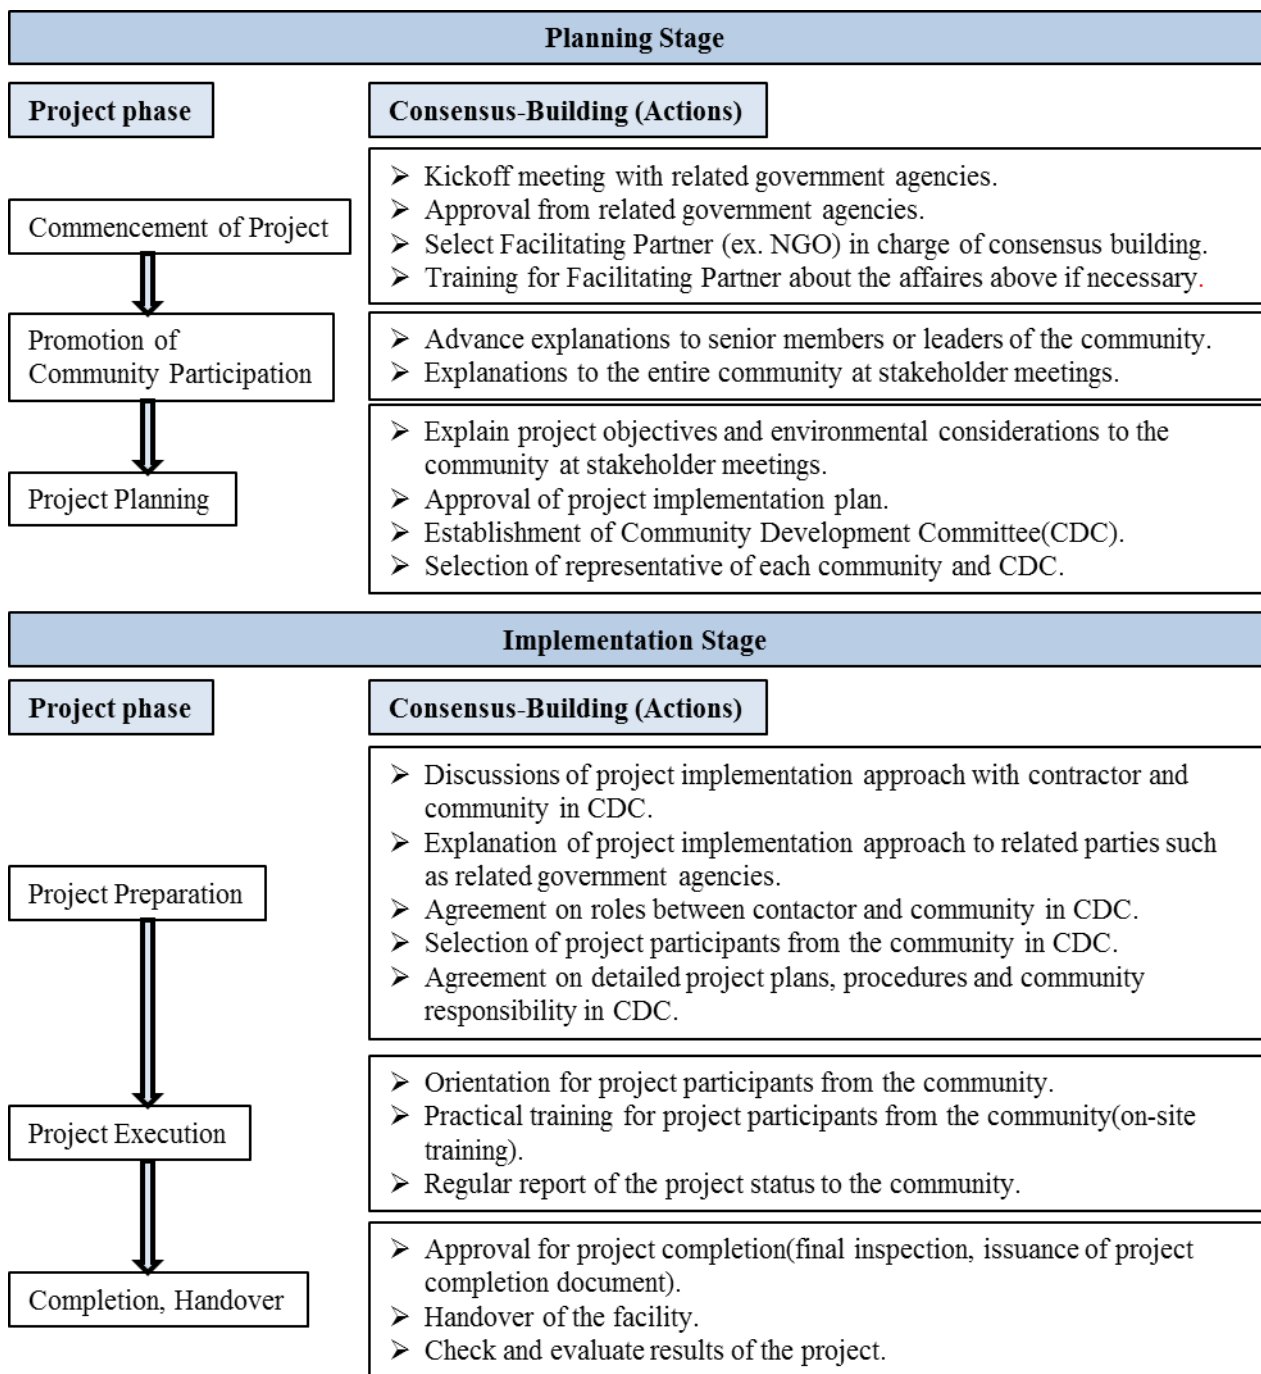 Planning Stage
Project phase
Consensus-Building (Actions)
Commencement of Project
➢ Kickoff meeting with related government agencies.
➢ Approval from related government agencies.
➢ Select Facilitating Partner (ex. NGO) in charge of consensus building.
➢ Training for Facilitating Partner about the affaires above if necessary.
Promotion of
Community Participation
➢ Advance explanations to senior members or leaders of the community.
➢ Explanations to the entire community at stakeholder meetings.
Project Planning
➢ Explain project objectives and environmental considerations to the
community at stakeholder meetings.
➢ Approval of project implementation plan.
➢ Establishment of Community Development Committee(CDC).
➢ Selection of representative of each community and CDC.
Implementation Stage
Project phase
Consensus-Building (Actions)
Project Preparation
➢ Discussions of project implementation approach with contractor and
community in CDC.
➢ Explanation of project implementation approach to related parties such
as related government agencies.
➢ Agreement on roles between contactor and community in CDC.
➢ Selection of project participants from the community in CDC.
➢ Agreement on detailed project plans, procedures and community
responsibility in CDC.
Project Execution
➢ Orientation for project participants from the community.
➢ Practical training for project participants from the community(on-site
training).
➢ Regular report of the project status to the community.
Completion, Handover
➢ Approval for project completion(final inspection, issuance of project
completion document).
➢ Handover of the facility.
➢ Check and evaluate results of the project.